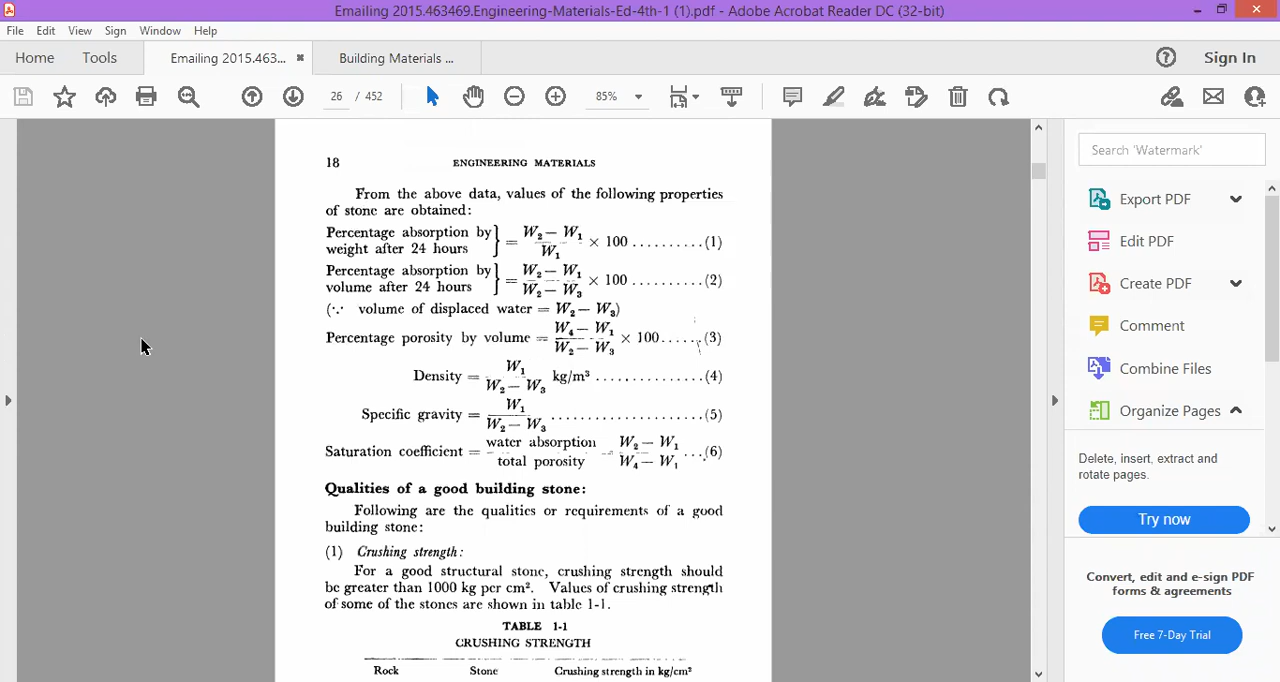 Emailing 2015.463469.Engineering-Materials-Ed-4th-1 (1).pdf - Adobe Acrobat Reader DC (32-bit)
File Edit View Sign Window Help
Home Tools Emailing 2015.463... Building Materials ... Sign In
26 / 452 85%
18 ENGINEERING MATERIALS
From the above data, values of the following properties
of stone are obtained:
Percentage absorption by
weight after 24 hours } = W₂ — W₁ / W₁ × 100 ..........(1)
Percentage absorption by
volume after 24 hours } = W₂ — W₁ / W₂ — W₃ × 100 ..........(2)
(∵ volume of displaced water = W₂ — W₃)
Percentage porosity by volume = W₄ — W₁ / W₂ — W₃ × 100......(3)
Density = W₁ / W₂ — W₃ kg/m³ ...............(4)
Specific gravity = W₁ / W₂ — W₃ .....................(5)
Saturation coefficient = water absorption / total porosity = W₂ — W₁ / W₄ — W₁ ...(6)
Qualities of a good building stone:
Following are the qualities or requirements of a good
building stone:
(1) Crushing strength:
For a good structural stone, crushing strength should
be greater than 1000 kg per cm². Values of crushing strength
of some of the stones are shown in table 1-1.
TABLE 1-1
CRUSHING STRENGTH
Rock Stone Crushing strength in kg/cm²
Search 'Watermark'
Export PDF
Edit PDF
Create PDF
Comment
Combine Files
Organize Pages
Delete, insert, extract and
rotate pages.
Try now
Convert, edit and e-sign PDF
forms & agreements
Free 7-Day Trial